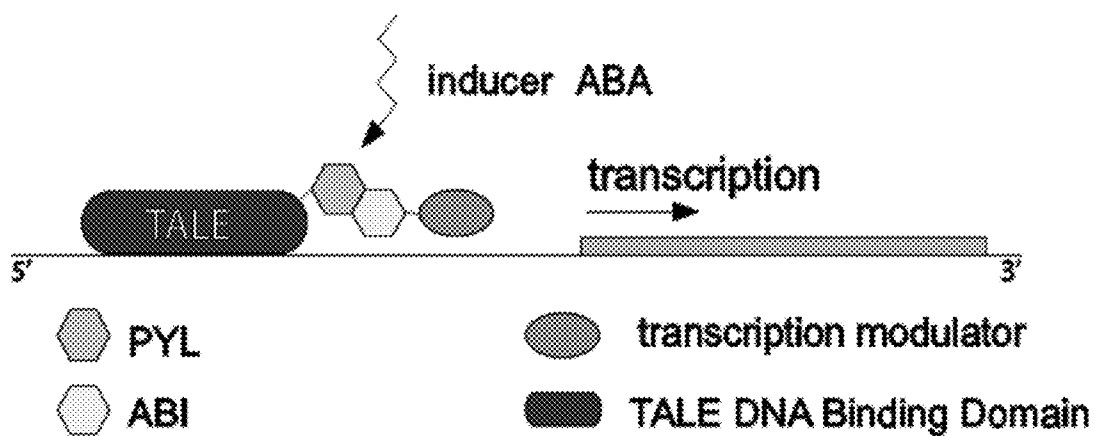 inducer ABA
transcription
TALE
5' 3'
PYL
transcription modulator
ABI
TALE DNA Binding Domain